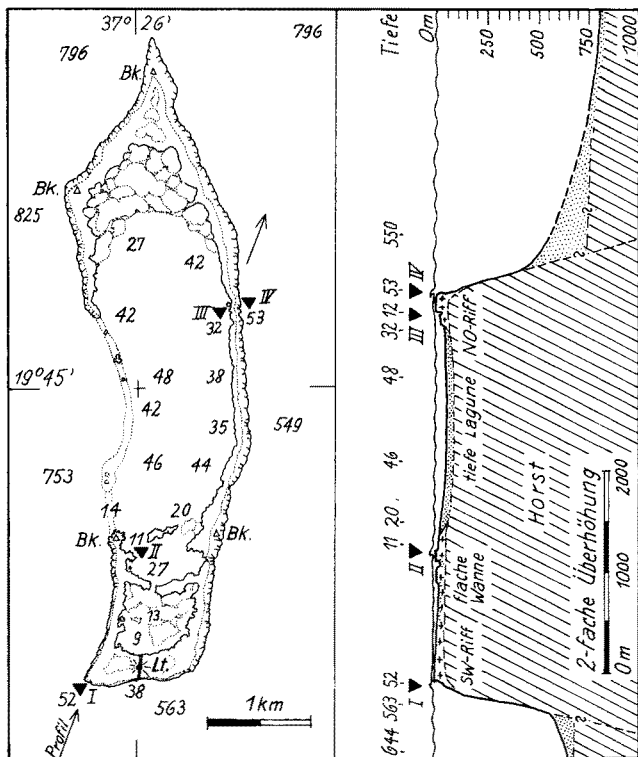 37° 26'
796
796
Bk.
Bk.
825
27
42
42
III
IV
32
53
19° 45'
48
38
42
35
549
46
44
753
14
20
Bk.
11
II
Bk.
27
13
9
Lt.
52
I
38
563
1 km
Profil
Tiefe
0m
250
500
750
1000
550
53
IV
12
32
III
NO-Riff
48
tiefe Lagune
46
20
11
II
flache Wanne
SW-Riff
Horst
52
I
563
644
2-fache Überhöhung
0 m
1000
2000
?
?